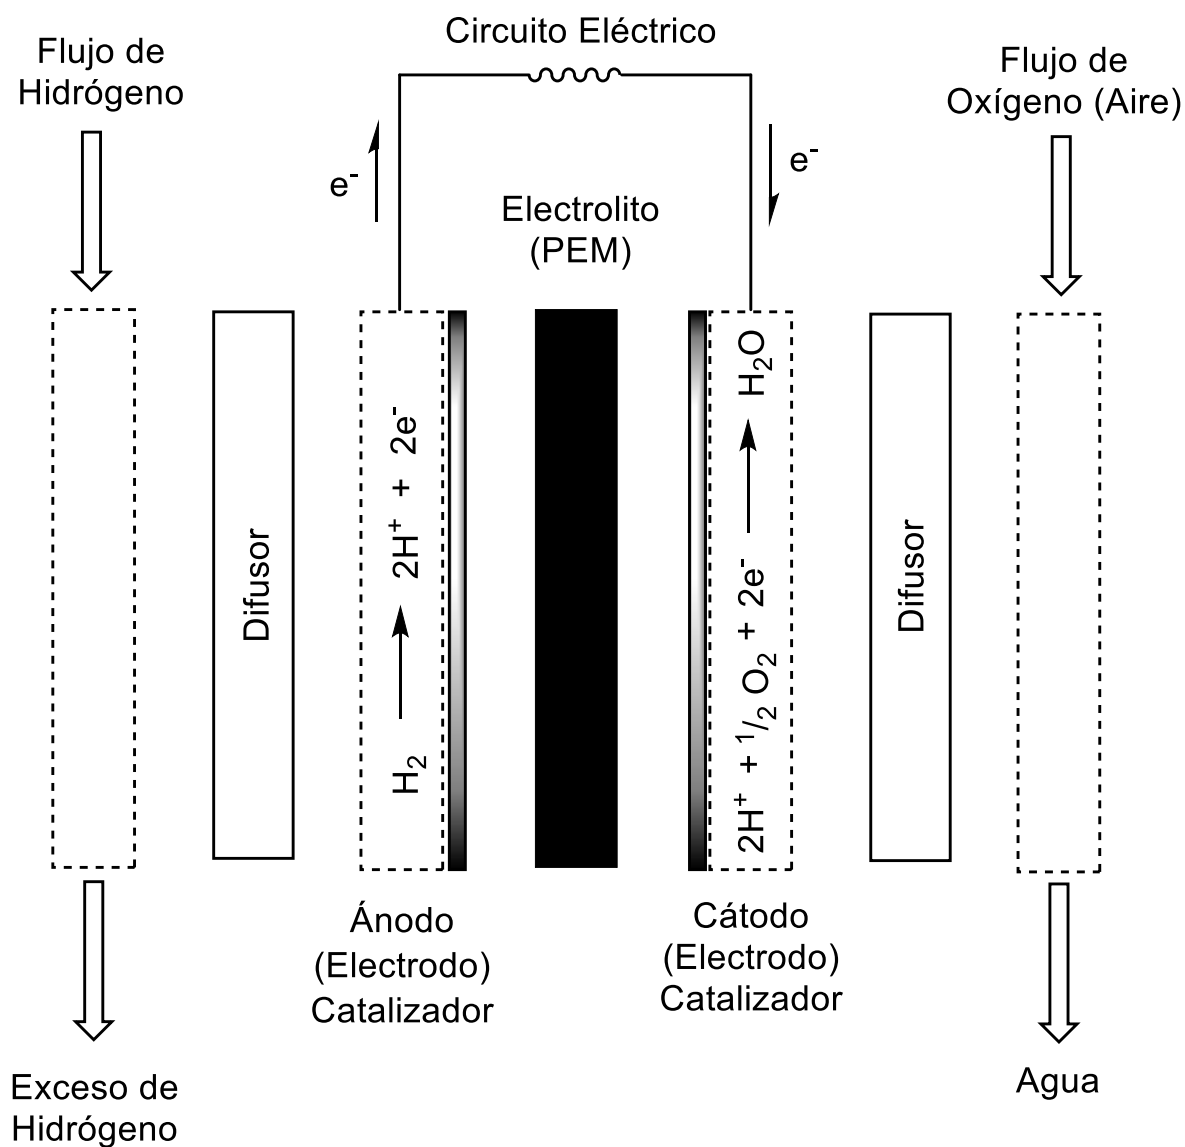 Circuito Eléctrico
Flujo de
Hidrógeno
Flujo de
Oxígeno (Aire)
e-
e-
Electrolito
(PEM)
Difusor
H2 → 2H+ + 2e-
2H+ + 1/2 O2 + 2e- → H2O
Difusor
Ánodo
(Electrodo)
Catalizador
Cátodo
(Electrodo)
Catalizador
Exceso de
Hidrógeno
Agua